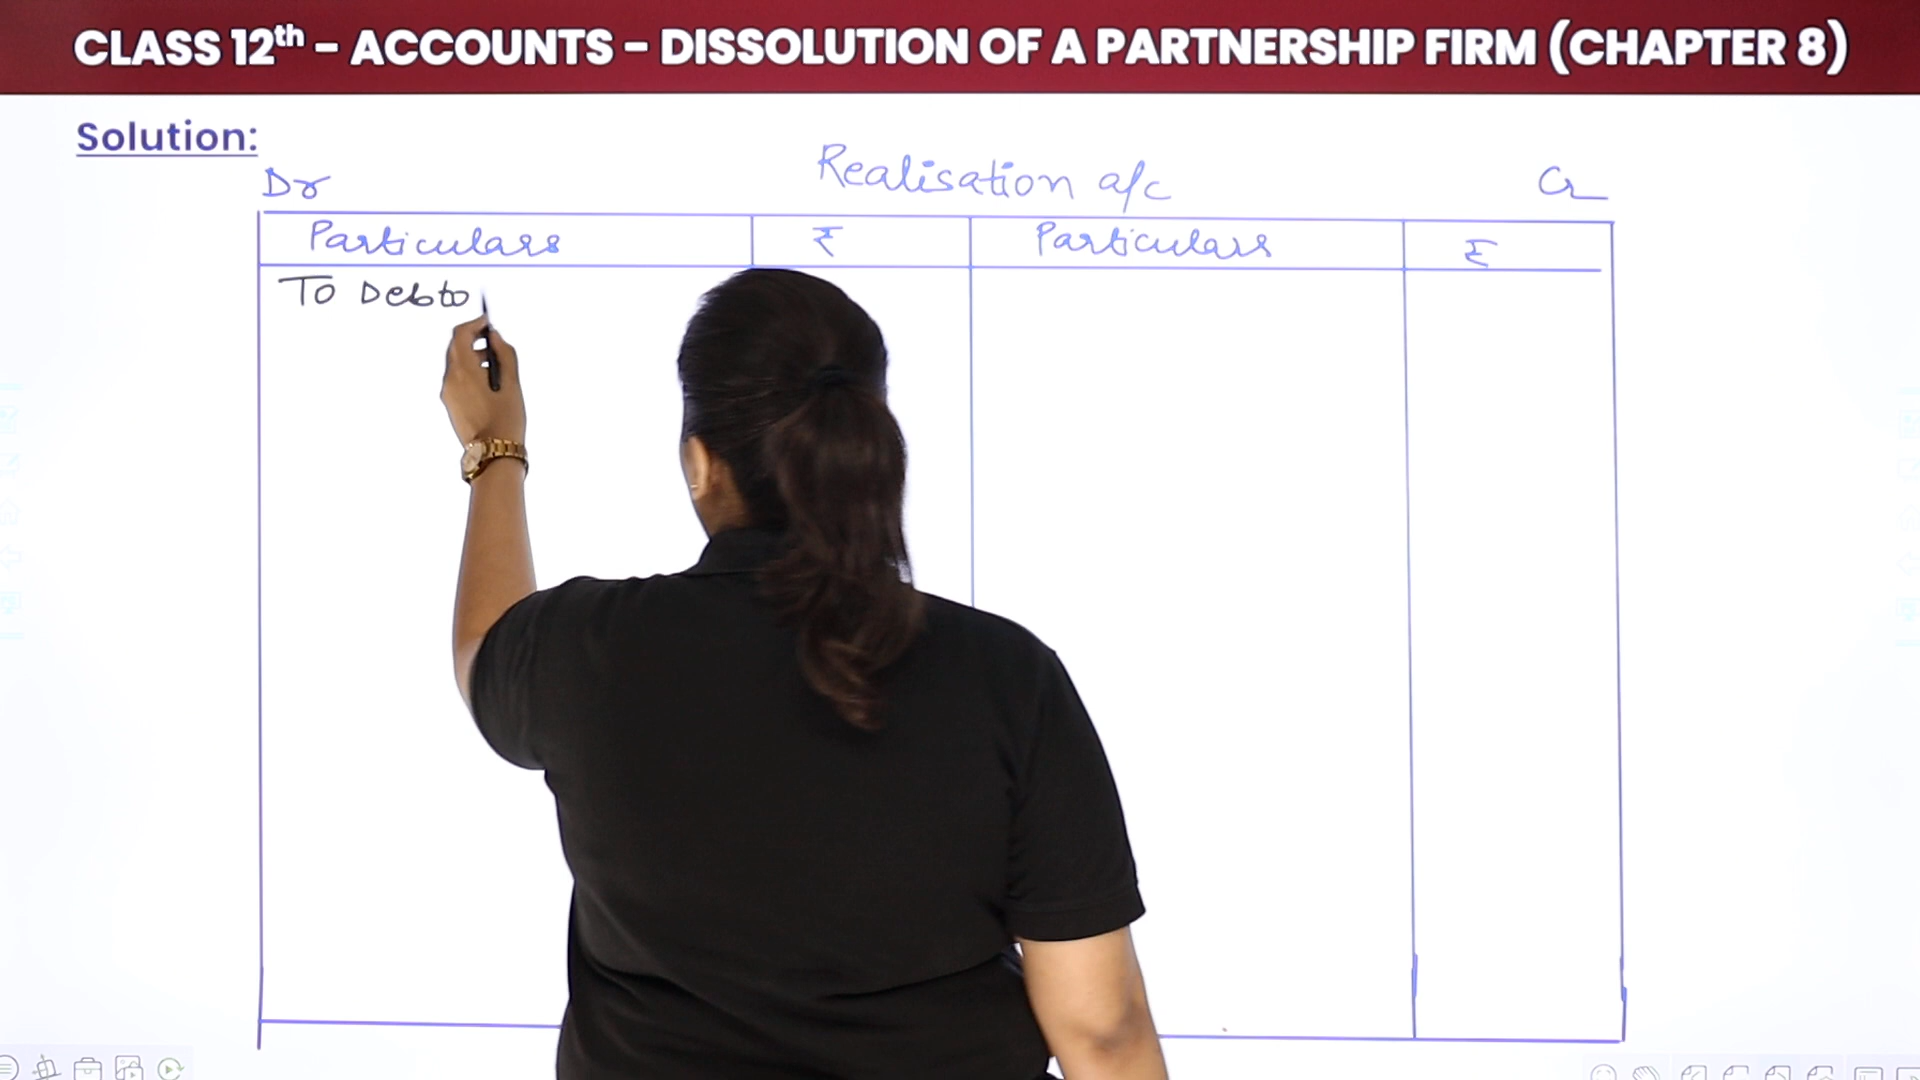 CLASS 12th - ACCOUNTS - DISSOLUTION OF A PARTNERSHIP FIRM (CHAPTER 8)
Solution:
Dr Realisation a/c Cr
Particulars ₹ Particulars ₹
To Debto